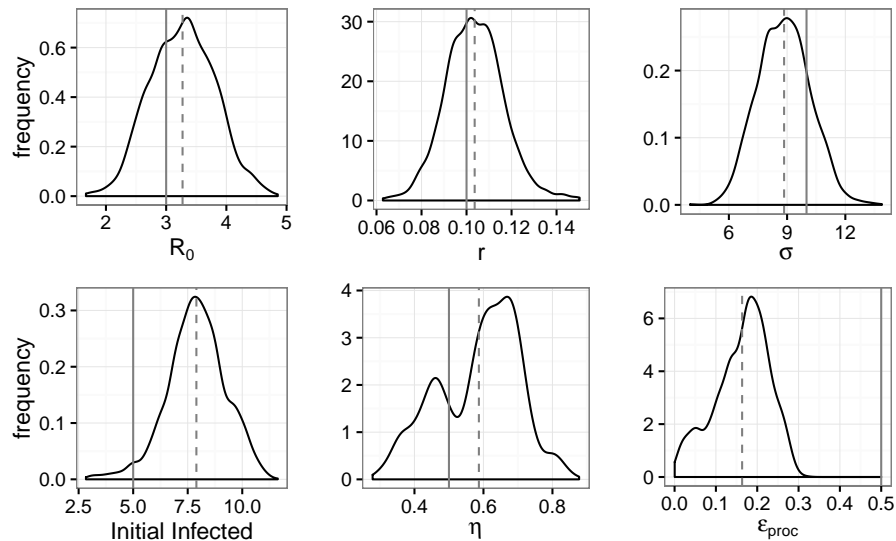 frequency
0.6
0.4
0.2
0.0
2 3 4 5
R₀
30
20
10
0
0.06 0.08 0.10 0.12 0.14
r
0.2
0.1
0.0
6 9 12
σ
frequency
0.3
0.2
0.1
0.0
2.5 5.0 7.5 10.0
Initial Infected
4
3
2
1
0
0.4 0.6 0.8
η
6
4
2
0
0.0 0.1 0.2 0.3 0.4 0.5
ε_proc